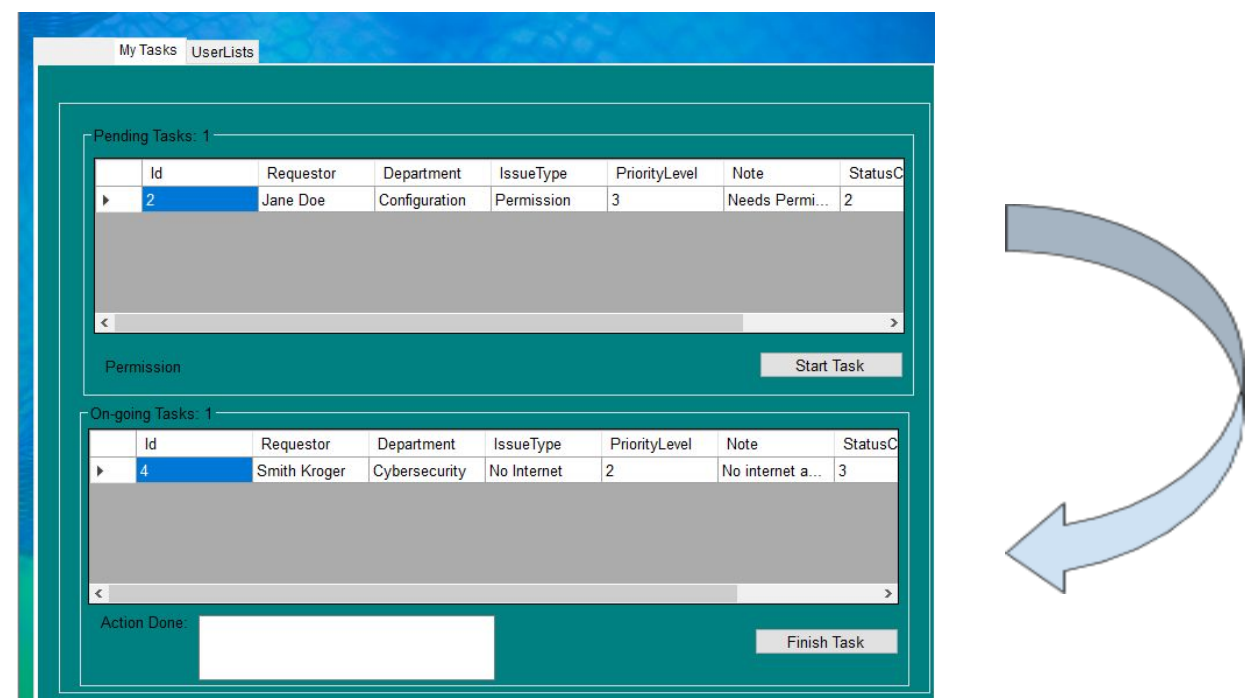 My Tasks UserLists
Pending Tasks: 1
Id Requestor Department IssueType PriorityLevel Note StatusC
2 Jane Doe Configuration Permission 3 Needs Permi... 2
Permission Start Task
On-going Tasks: 1
Id Requestor Department IssueType PriorityLevel Note StatusC
4 Smith Kroger Cybersecurity No Internet 2 No internet a... 3
Action Done: Finish Task